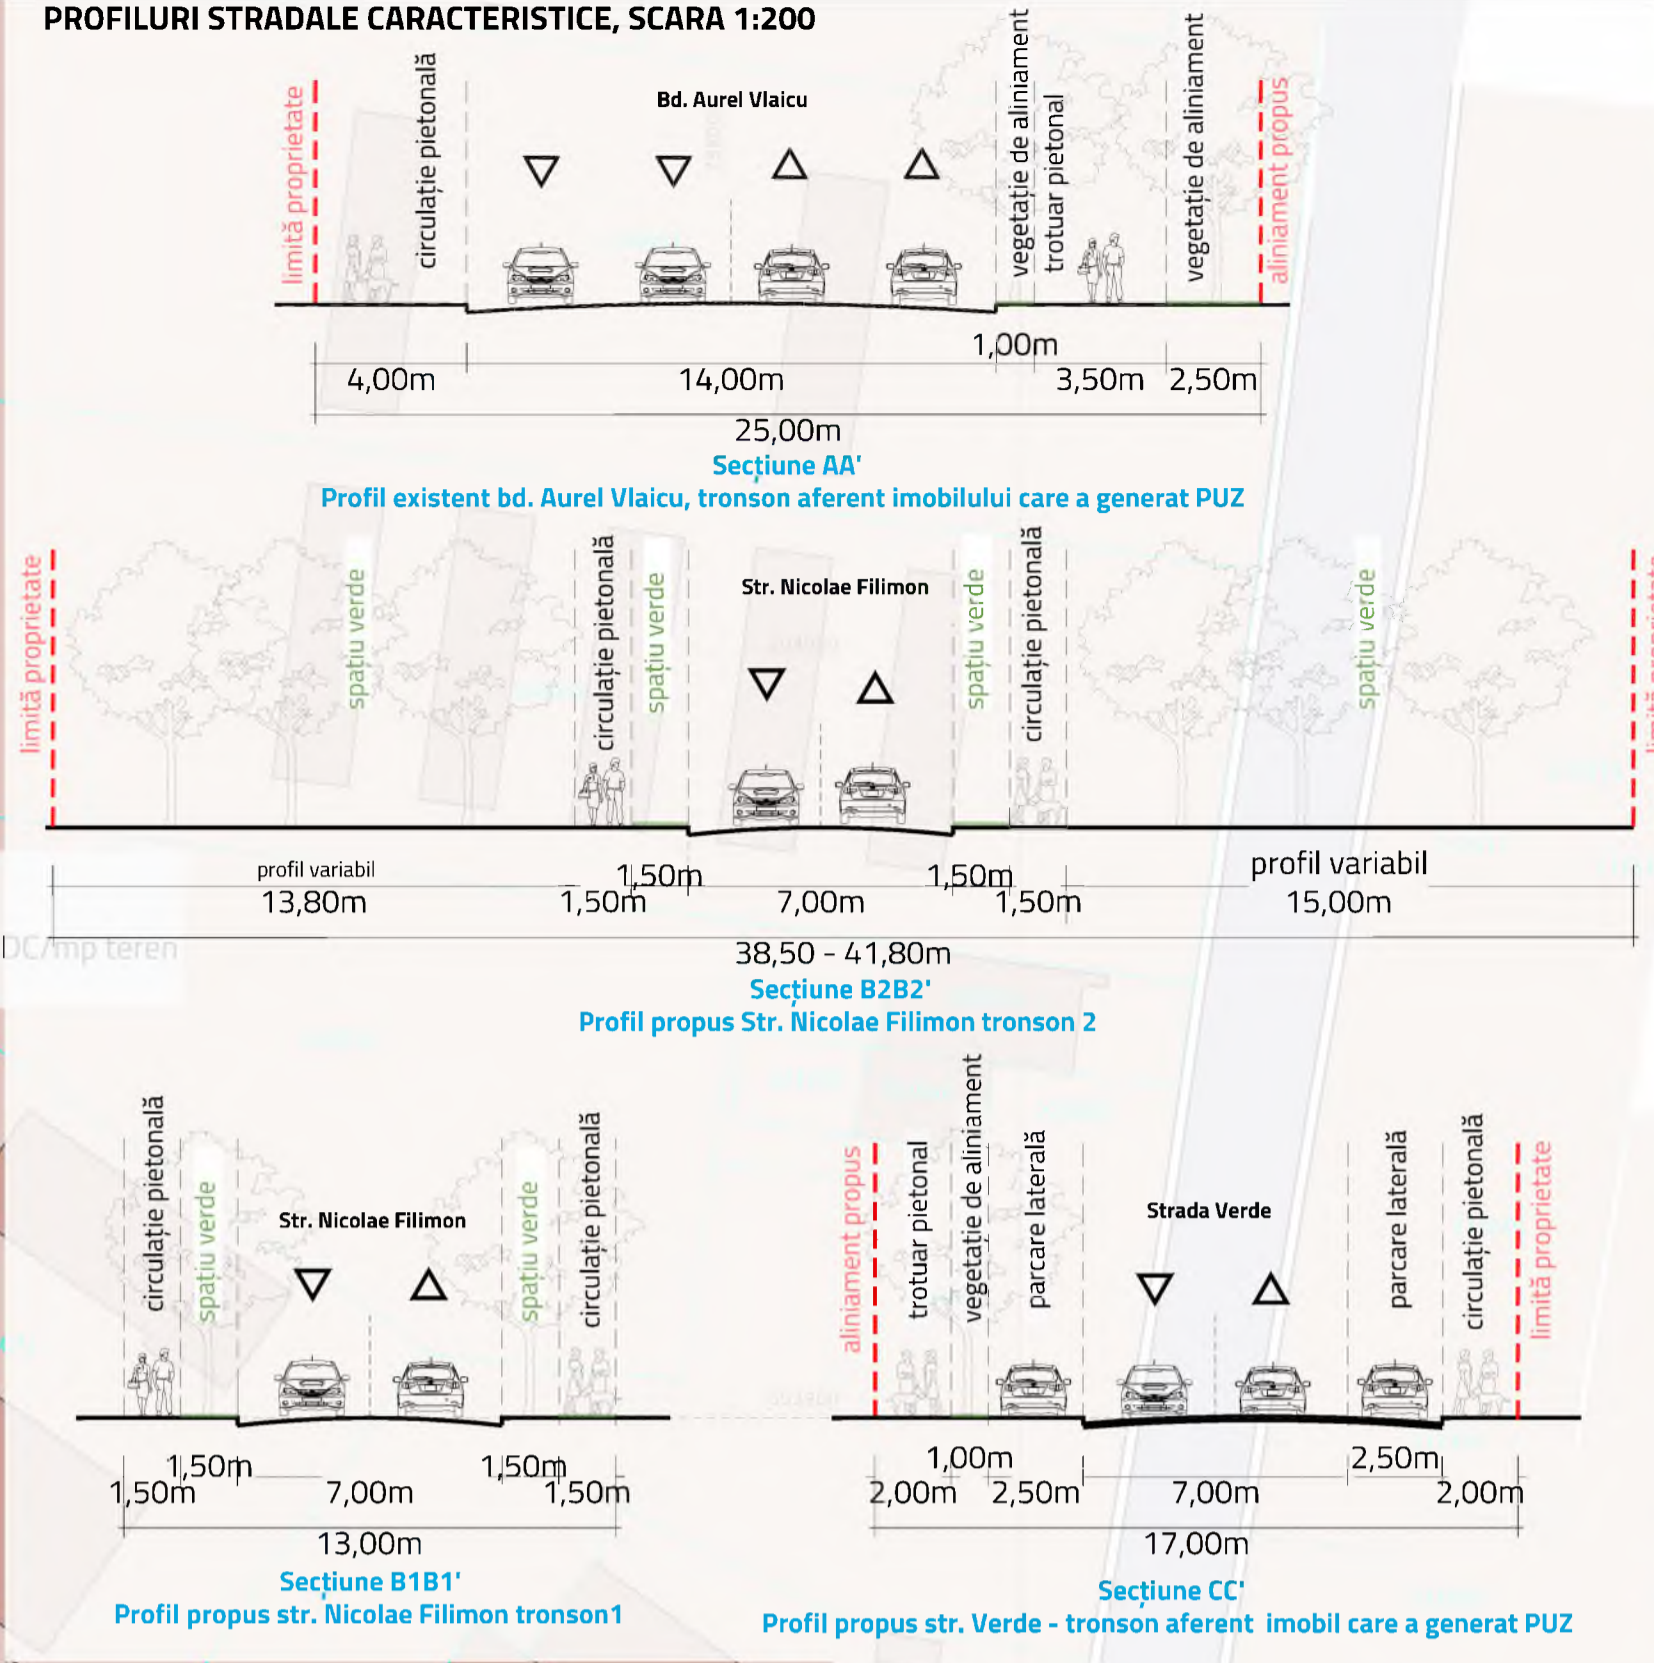 PROFILURI STRADALE CARACTERISTICE, SCARA 1:200
limită proprietate
circulație pietonală
Bd. Aurel Vlaicu
vegetație de aliniament
trotuar pietonal
vegetație de aliniament
aliniament propus
1,00m
4,00m 14,00m 3,50m 2,50m
25,00m
Secțiune AA'
Profil existent bd. Aurel Vlaicu, tronson aferent imobilului care a generat PUZ
limită proprietate
spațiu verde
circulație pietonală
spațiu verde
Str. Nicolae Filimon
spațiu verde
circulație pietonală
spațiu verde
limită proprietate
profil variabil 1,50m 1,50m profil variabil
13,80m 1,50m 7,00m 1,50m 15,00m
DC/mp teren
38,50 - 41,80m
Secțiune B2B2'
Profil propus Str. Nicolae Filimon tronson 2
circulație pietonală
spațiu verde
Str. Nicolae Filimon
spațiu verde
circulație pietonală
1,50m 1,50m
1,50m 7,00m 1,50m
13,00m
Secțiune B1B1'
Profil propus str. Nicolae Filimon tronson1
aliniament propus
trotuar pietonal
vegetație de aliniament
parcare laterală
Strada Verde
parcare laterală
circulație pietonală
limită proprietate
1,00m 2,50m
2,00m 2,50m 7,00m 2,00m
17,00m
Secțiune CC'
Profil propus str. Verde - tronson aferent imobil care a generat PUZ